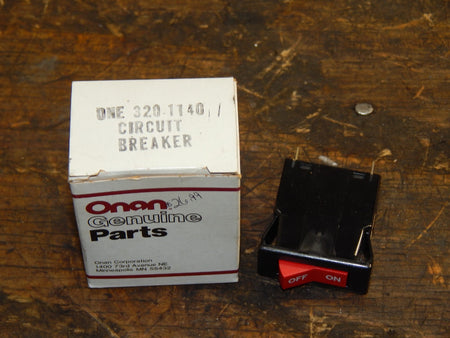 ONE 320-1140
CIRCUIT
BREAKER
Onan
Genuine
Parts
Onan Corporation
1400 73rd Avenue NE
Minneapolis MN 55432
OFF ON